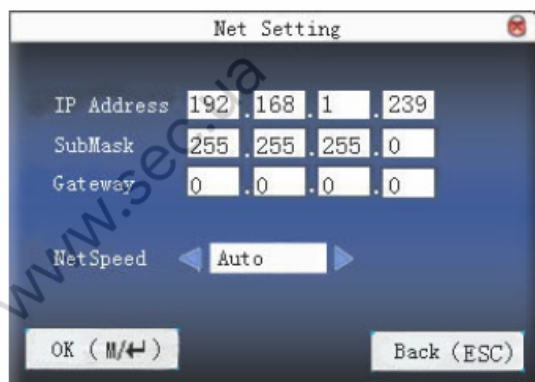 Net Setting
IP Address 192.168.1.239
SubMask 255.255.255.0
Gateway 0.0.0.0
NetSpeed Auto
OK (M/↵) Back (ESC)
www.sec.ua